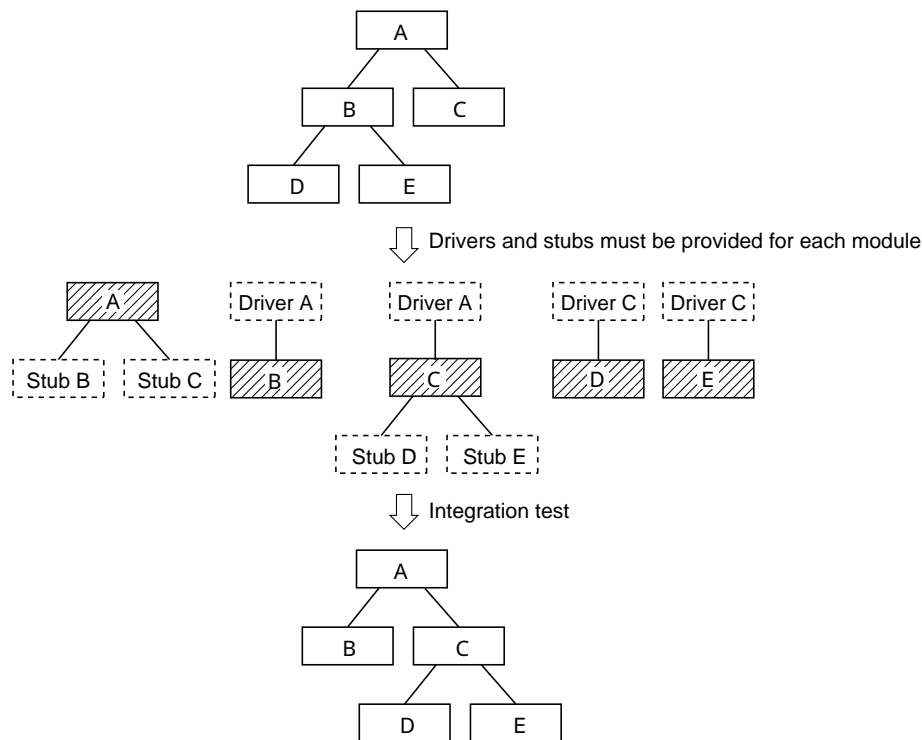 A
B
C
D
E
Drivers and stubs must be provided for each module
A
Driver A
Driver A
Driver C
Driver C
Stub B
Stub C
B
C
D
E
Stub D
Stub E
Integration test
A
B
C
D
E